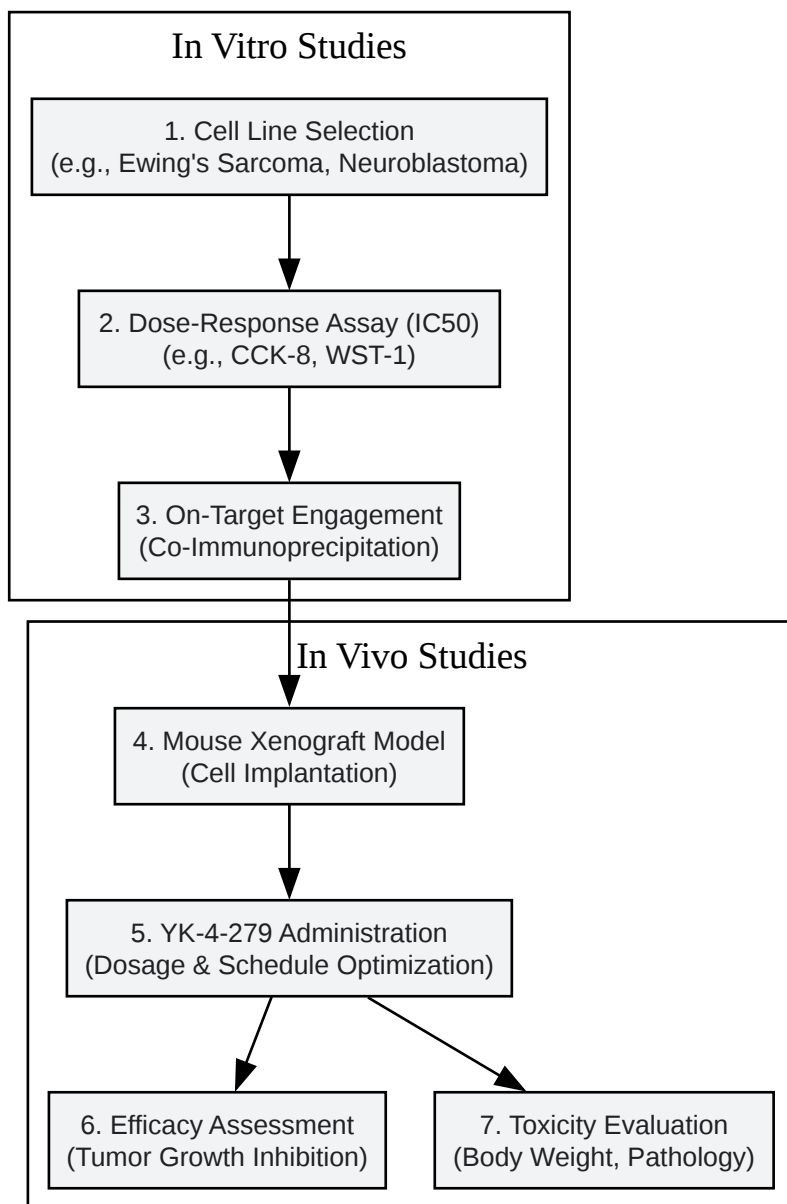 In Vitro Studies
1. Cell Line Selection
(e.g., Ewing's Sarcoma, Neuroblastoma)
2. Dose-Response Assay (IC50)
(e.g., CCK-8, WST-1)
3. On-Target Engagement
(Co-Immunoprecipitation)
In Vivo Studies
4. Mouse Xenograft Model
(Cell Implantation)
5. YK-4-279 Administration
(Dosage & Schedule Optimization)
6. Efficacy Assessment
(Tumor Growth Inhibition)
7. Toxicity Evaluation
(Body Weight, Pathology)